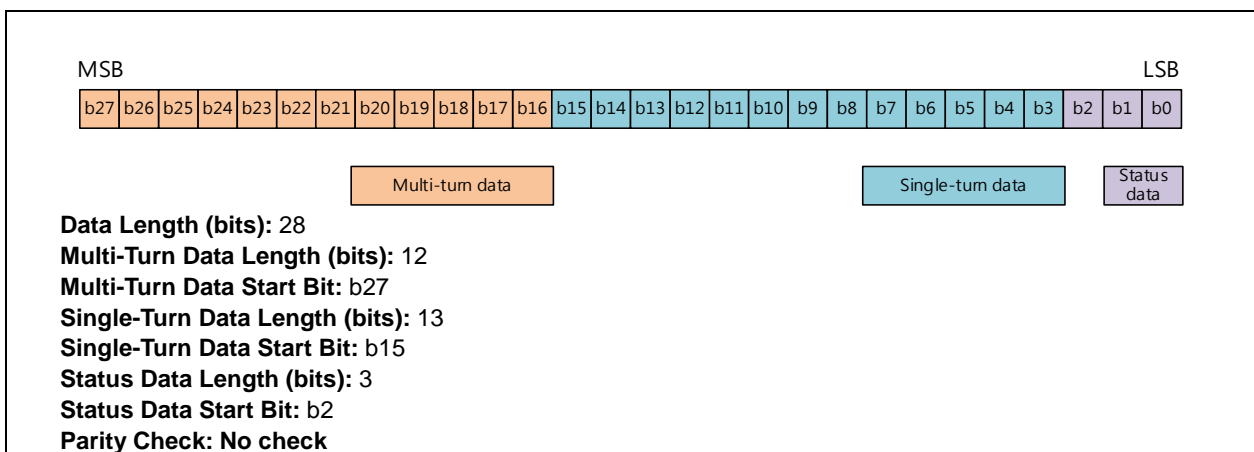 MSB LSB
b27 b26 b25 b24 b23 b22 b21 b20 b19 b18 b17 b16 b15 b14 b13 b12 b11 b10 b9 b8 b7 b6 b5 b4 b3 b2 b1 b0
Multi-turn data Single-turn data Status
data
Data Length (bits): 28
Multi-Turn Data Length (bits): 12
Multi-Turn Data Start Bit: b27
Single-Turn Data Length (bits): 13
Single-Turn Data Start Bit: b15
Status Data Length (bits): 3
Status Data Start Bit: b2
Parity Check: No check